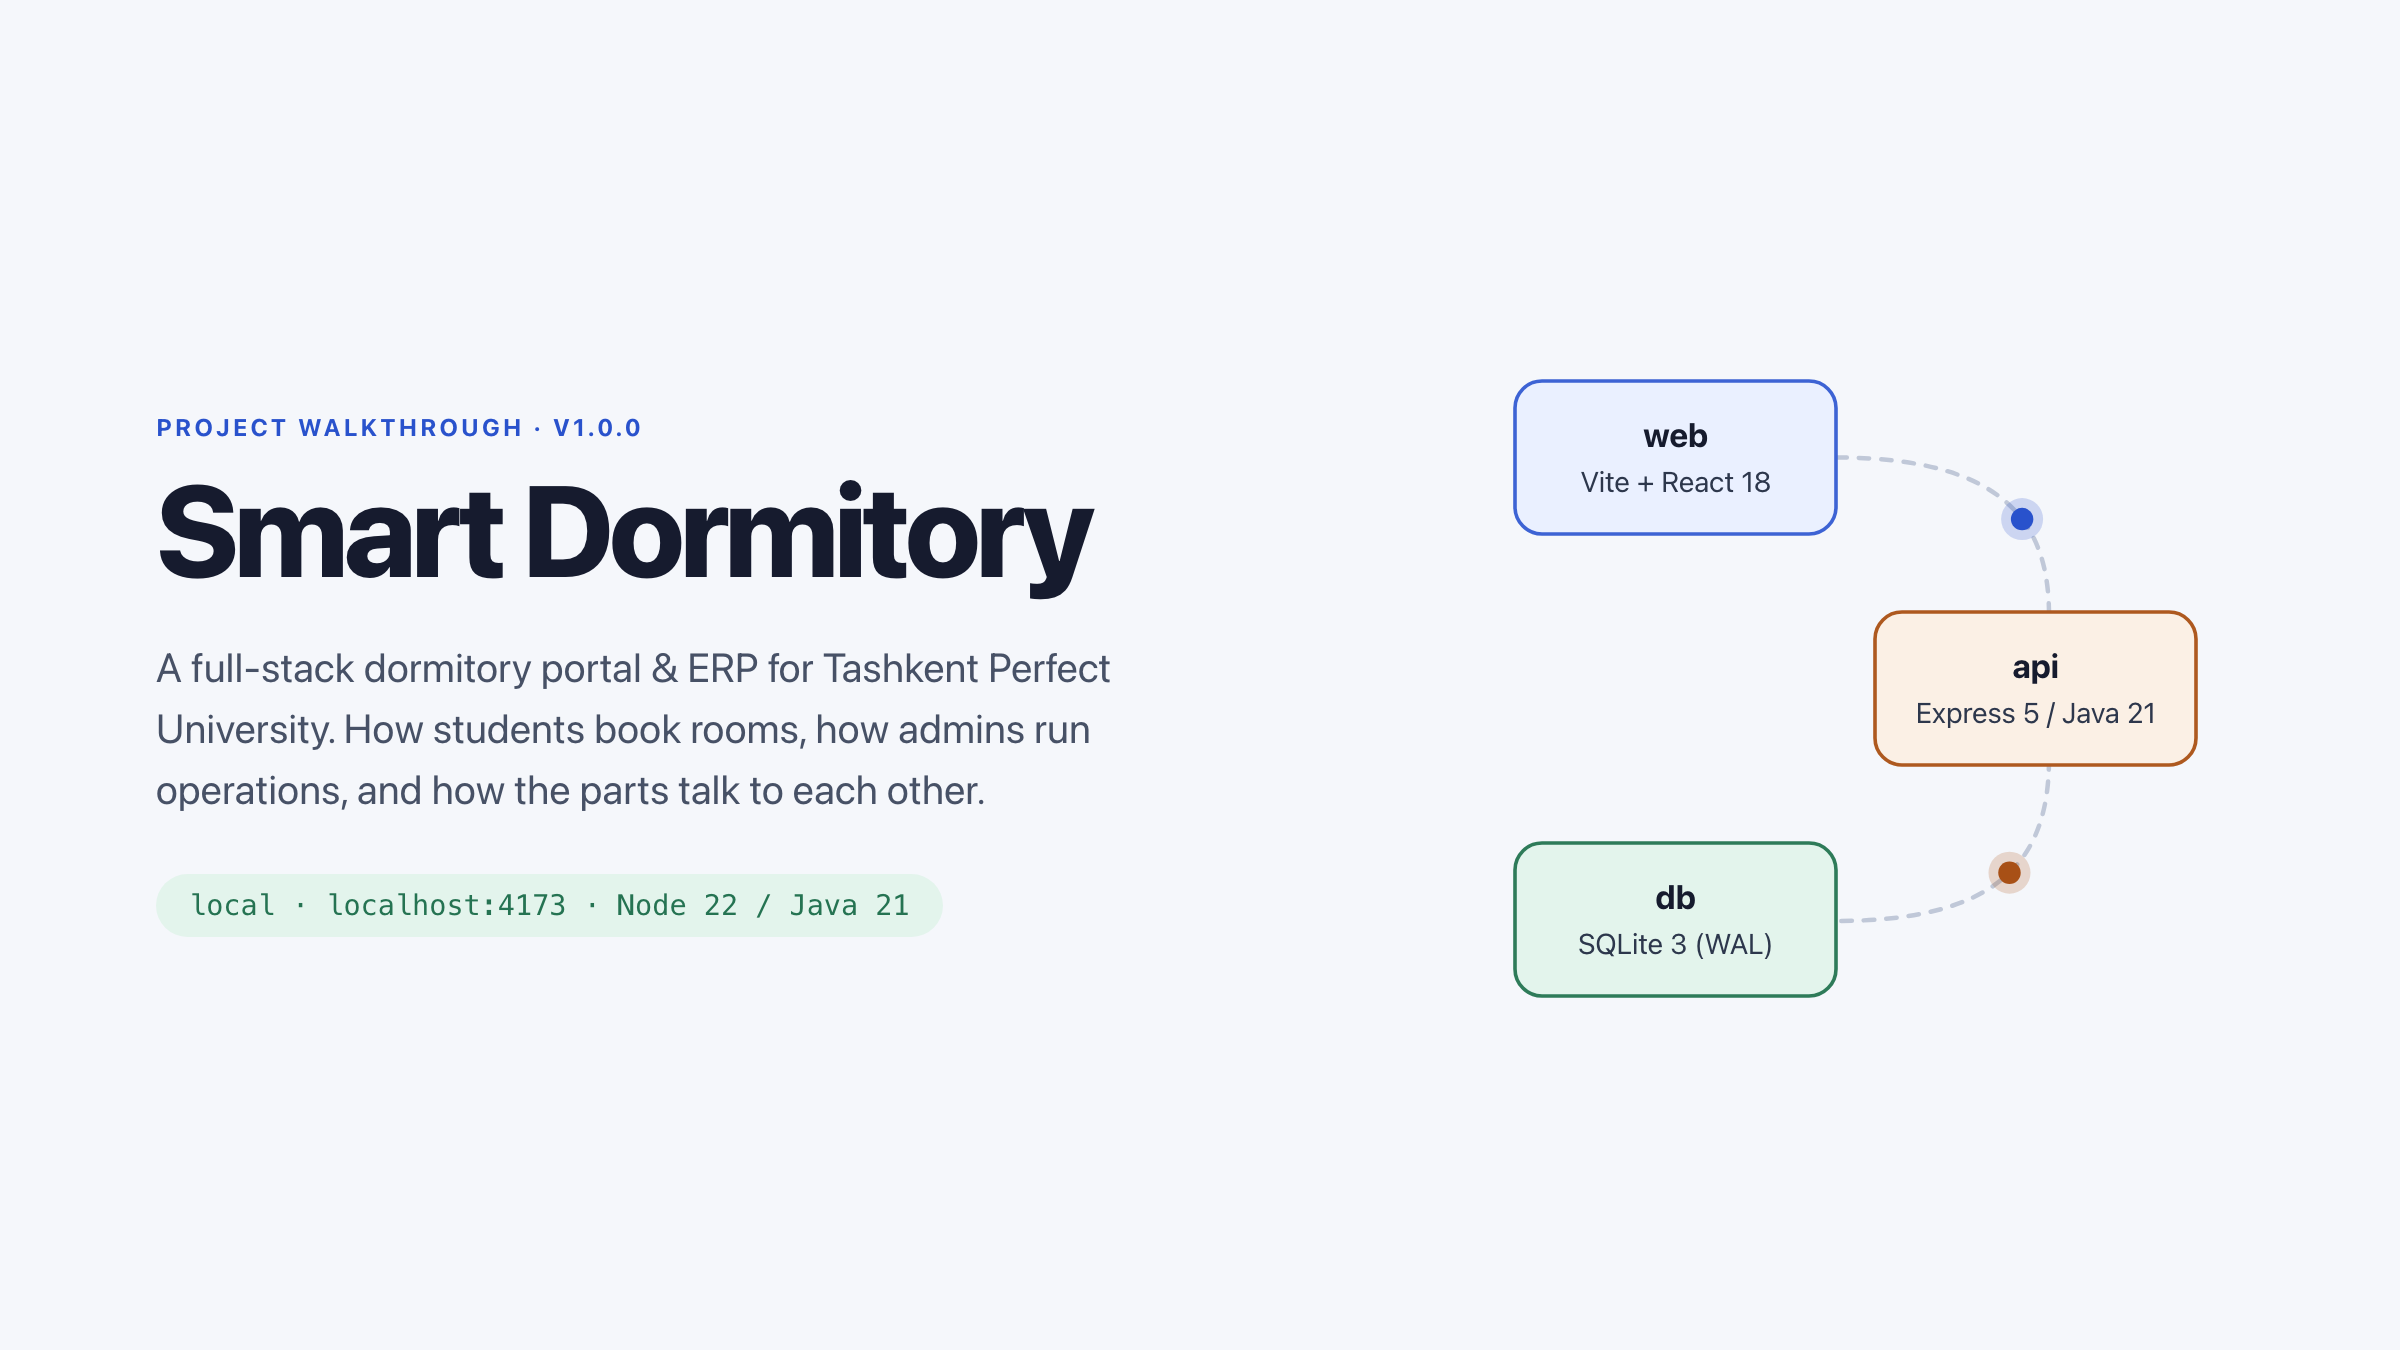 PROJECT WALKTHROUGH · V1.0.0
Smart Dormitory
A full-stack dormitory portal & ERP for Tashkent Perfect
University. How students book rooms, how admins run
operations, and how the parts talk to each other.
local · localhost:4173 · Node 22 / Java 21
web
Vite + React 18
api
Express 5 / Java 21
db
SQLite 3 (WAL)